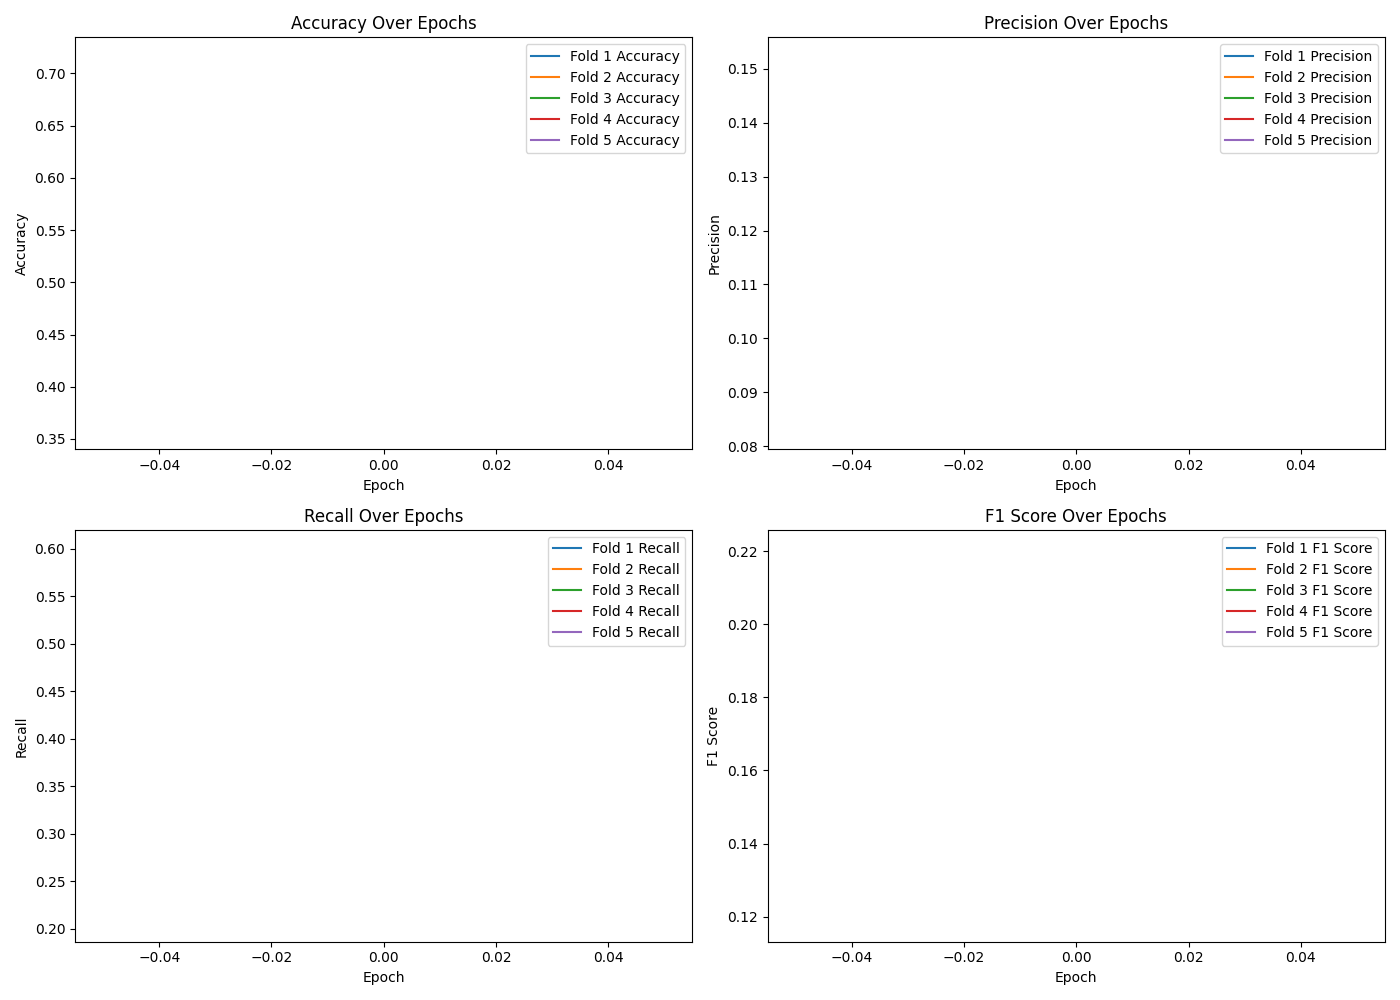 Accuracy Over Epochs
Fold 1 Accuracy
Fold 2 Accuracy
Fold 3 Accuracy
Fold 4 Accuracy
Fold 5 Accuracy
0.70
0.65
0.60
0.55
0.50
0.45
0.40
0.35
Accuracy
−0.04
−0.02
0.00
0.02
0.04
Epoch
Precision Over Epochs
Fold 1 Precision
Fold 2 Precision
Fold 3 Precision
Fold 4 Precision
Fold 5 Precision
0.15
0.14
0.13
0.12
0.11
0.10
0.09
0.08
Precision
−0.04
−0.02
0.00
0.02
0.04
Epoch
Recall Over Epochs
Fold 1 Recall
Fold 2 Recall
Fold 3 Recall
Fold 4 Recall
Fold 5 Recall
0.60
0.55
0.50
0.45
0.40
0.35
0.30
0.25
0.20
Recall
−0.04
−0.02
0.00
0.02
0.04
Epoch
F1 Score Over Epochs
Fold 1 F1 Score
Fold 2 F1 Score
Fold 3 F1 Score
Fold 4 F1 Score
Fold 5 F1 Score
0.22
0.20
0.18
0.16
0.14
0.12
F1 Score
−0.04
−0.02
0.00
0.02
0.04
Epoch